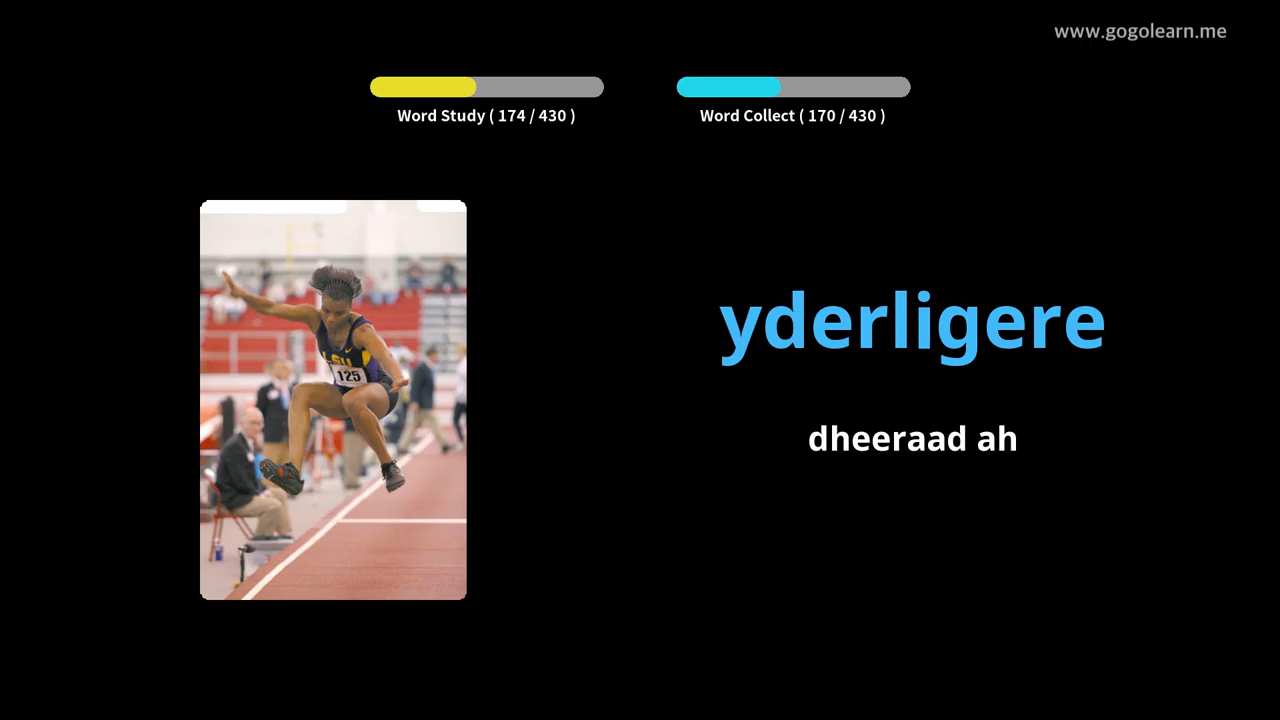 www.gogolearn.me
Word Study ( 174 / 430 )
Word Collect ( 170 / 430 )
yderligere
dheeraad ah
LSU
125